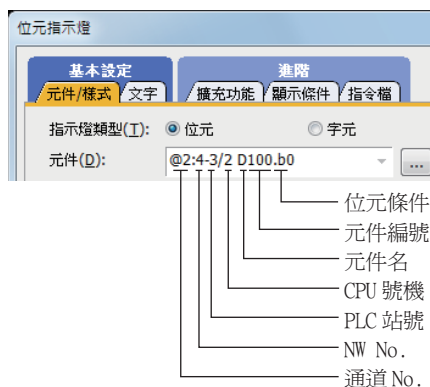 位元指示燈
基本設定 進階
元件/樣式 文字 擴充功能 顯示條件 指令檔
指示燈類型(T): 位元 字元
元件(D): @2:4-3/2 D100.b0 ...
位元條件
元件編號
元件名
CPU 號機
PLC 站號
NW No.
通道 No.